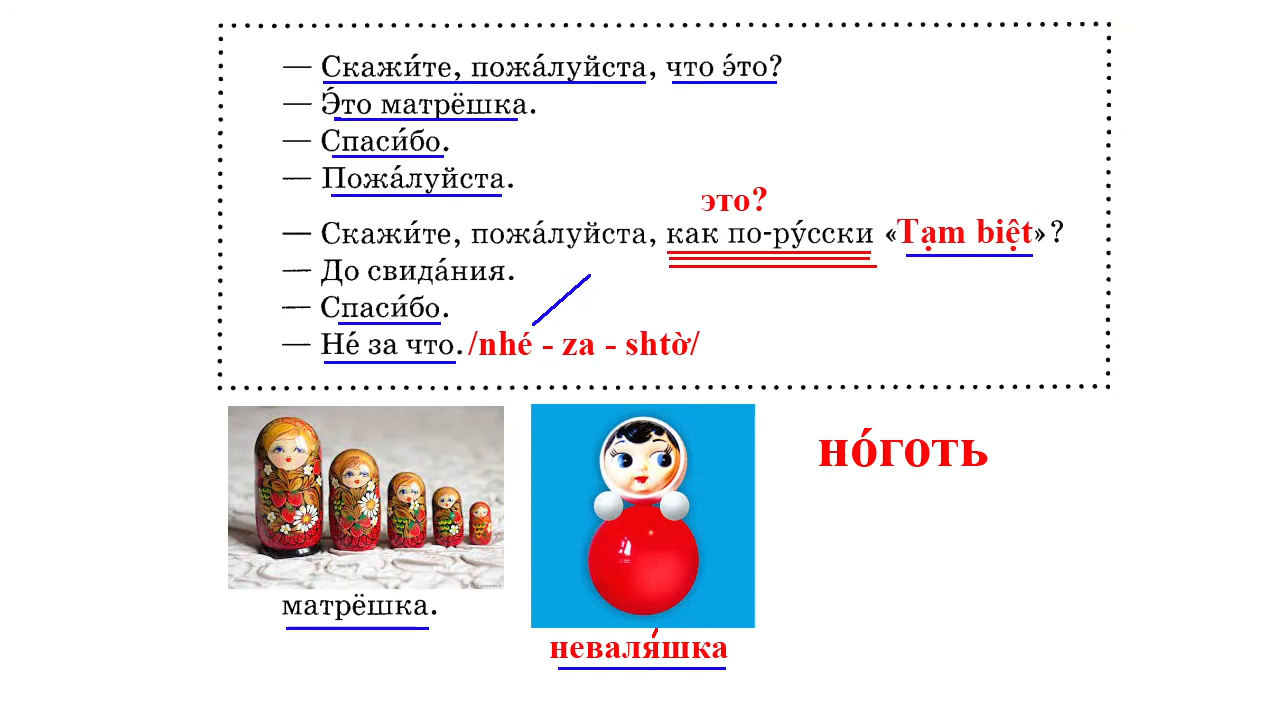 — Скажи́те, пожа́луйста, что э́то?
— Э́то матрёшка.
— Спаси́бо.
— Пожа́луйста.
это?
— Скажи́те, пожа́луйста, как по-ру́сски «Tạm biệt»?
— До свида́ния.
— Спаси́бо.
— Не́ за что. /nhé - za - shtờ/
но́готь
матрёшка.
неваля́шка